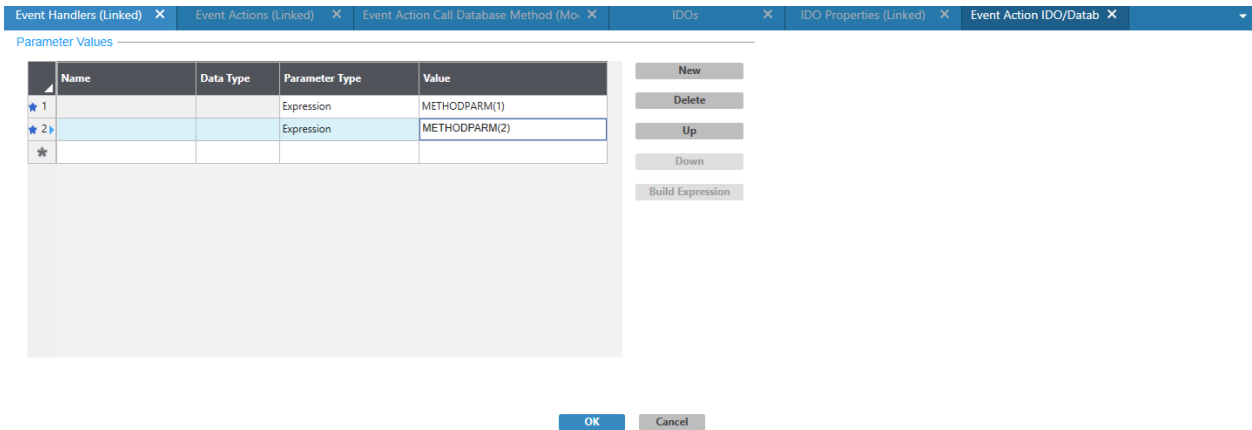 Event Handlers (Linked) Event Actions (Linked) Event Action Call Database Method (Mo IDOs IDO Properties (Linked) Event Action IDO/Datab
Parameter Values
Name Data Type Parameter Type Value New
1 Expression METHODPARM(1) Delete
2 Expression METHODPARM(2) Up
Down
Build Expression
OK Cancel